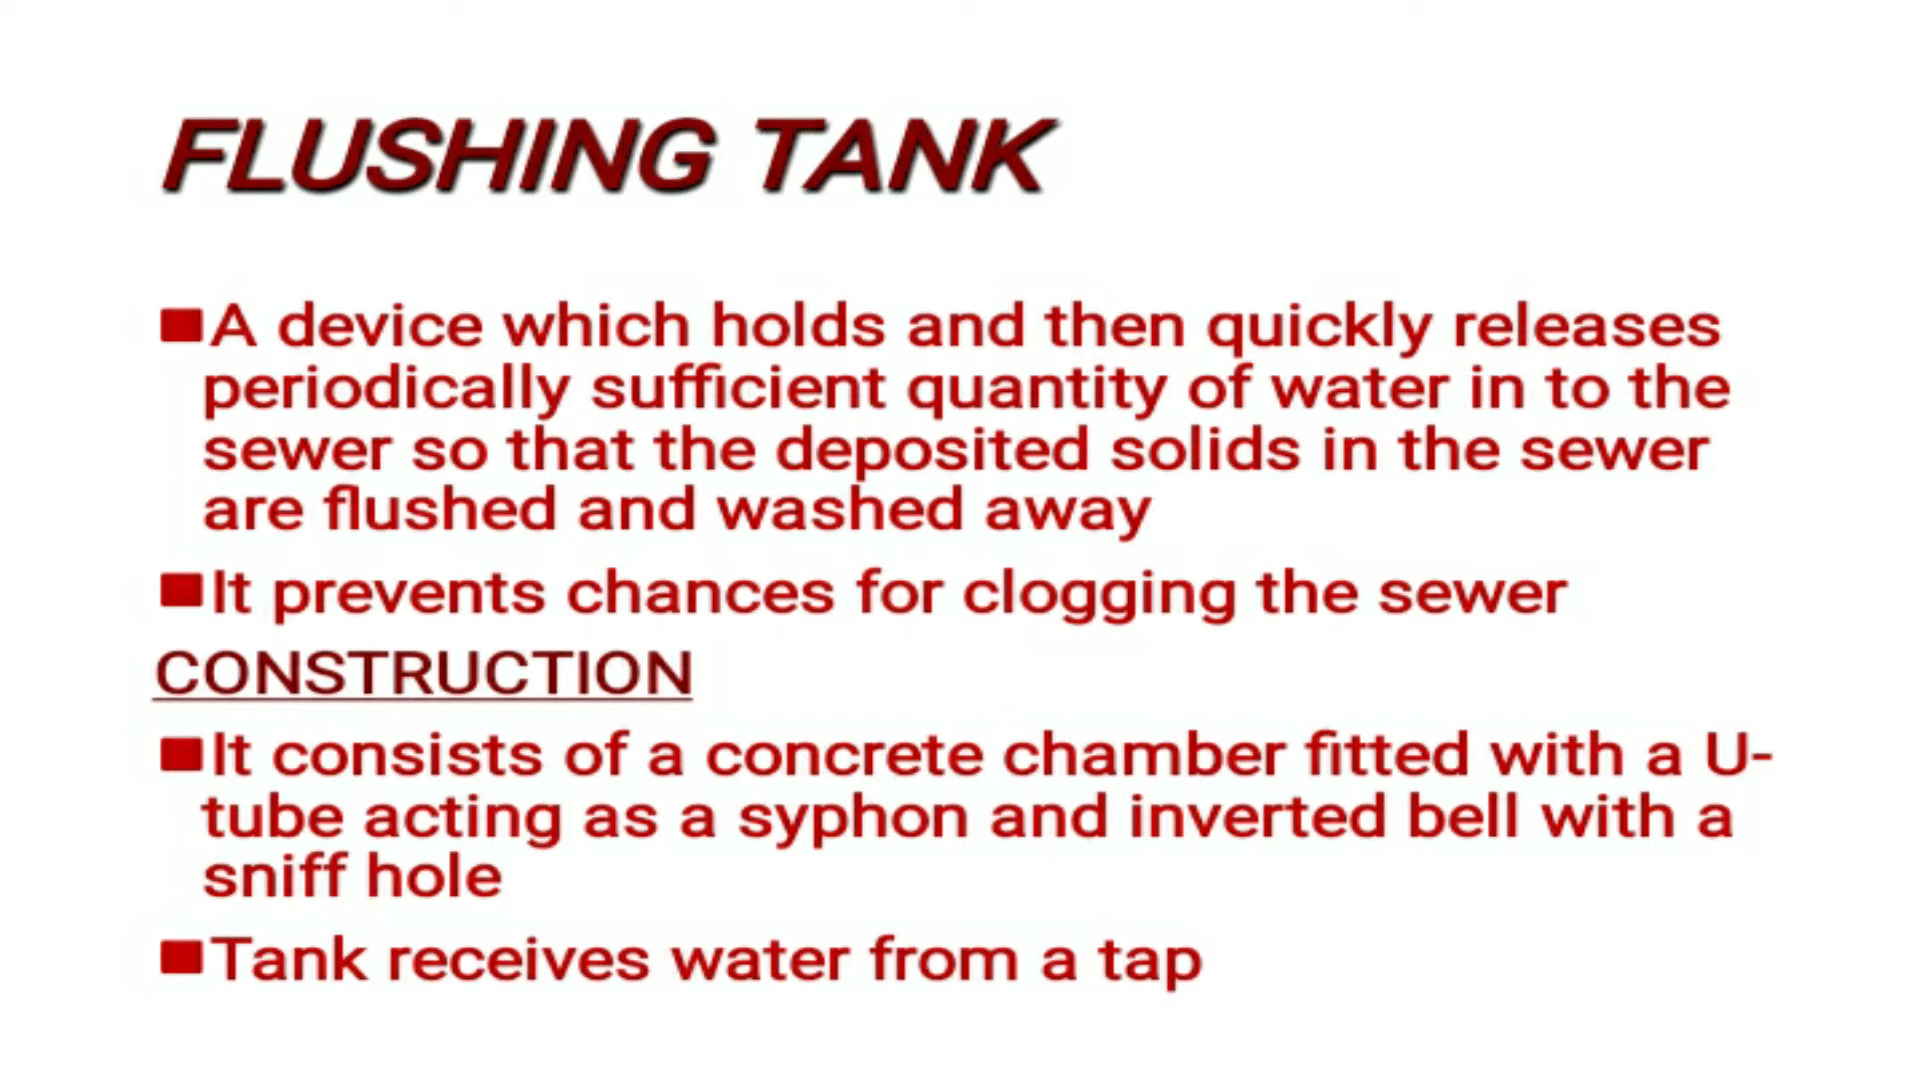 FLUSHING TANK
A device which holds and then quickly releases
periodically sufficient quantity of water in to the
sewer so that the deposited solids in the sewer
are flushed and washed away
It prevents chances for clogging the sewer
CONSTRUCTION
It consists of a concrete chamber fitted with a U-
tube acting as a syphon and inverted bell with a
sniff hole
Tank receives water from a tap